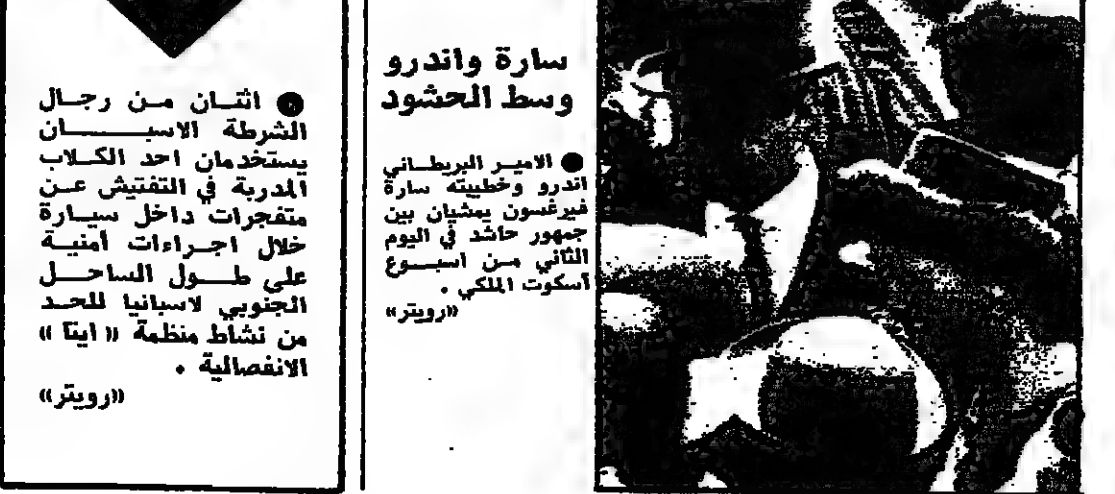 سارة واندرو
وسط الحشود
● الامير البريطاني
اندرو وخطيبته سارة
فيرغسون يمشيان بين
جمهور حاشد في اليوم
الثاني من اسبوع
آسكوت الملكي .
«رويتر»
● اثنان من رجال
الشرطة الاسبان
يستخدمان احد الكلاب
المدربة في التفتيش عن
متفجرات داخل سيارة
خلال اجراءات أمنية
على طول الساحل
الجنوبي لاسبانيا للحد
من نشاط منظمة «ايتا»
الانفصالية .
«رويتر»